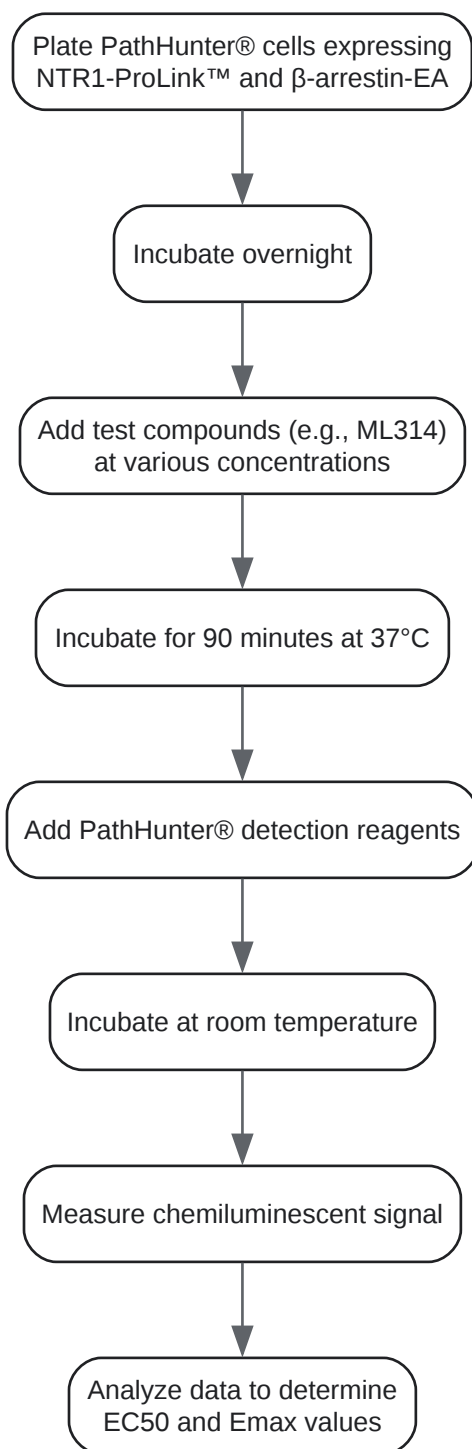 Plate PathHunter® cells expressing
NTR1-ProLink™ and β-arrestin-EA
Incubate overnight
Add test compounds (e.g., ML314)
at various concentrations
Incubate for 90 minutes at 37°C
Add PathHunter® detection reagents
Incubate at room temperature
Measure chemiluminescent signal
Analyze data to determine
EC50 and Emax values